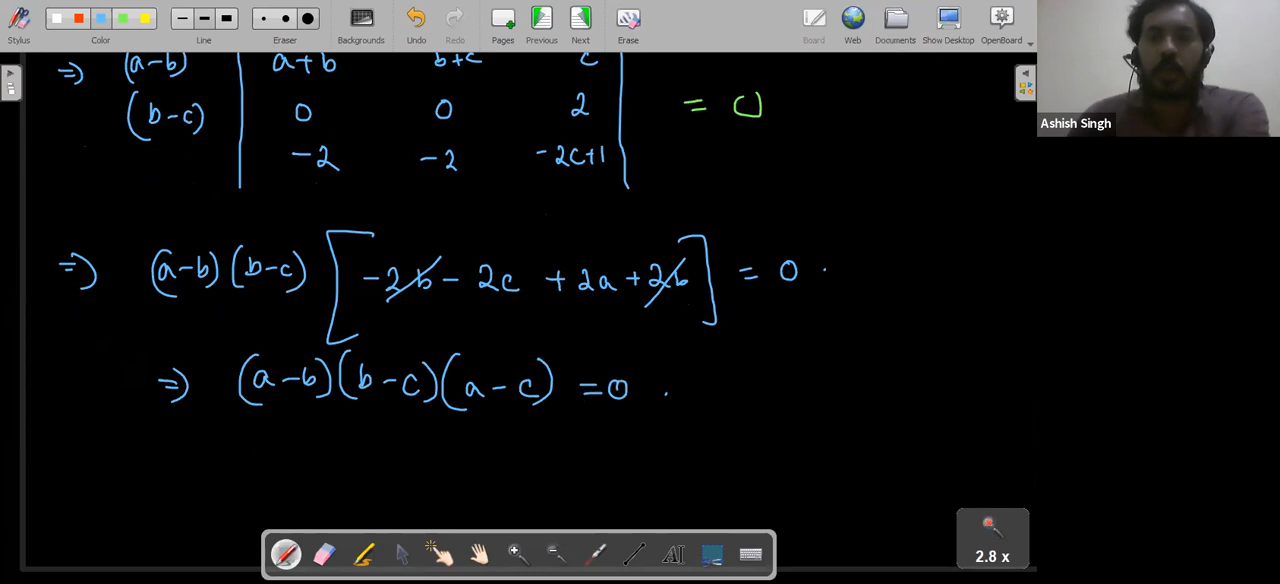 Stylus Color Line Eraser Backgrounds Undo Redo Pages Previous Next Erase Board Web Documents Show Desktop OpenBoard
Ashish Singh
⇒ (a-b) | a+b b+c c |
(b-c) | 0 0 2 | = 0
| -2 -2 -2c+1 |
⇒ (a-b)(b-c) [ -2b - 2c + 2a + 2b ] = 0 .
⇒ (a-b)(b-c)(a-c) = 0 .
AI
2.8 x